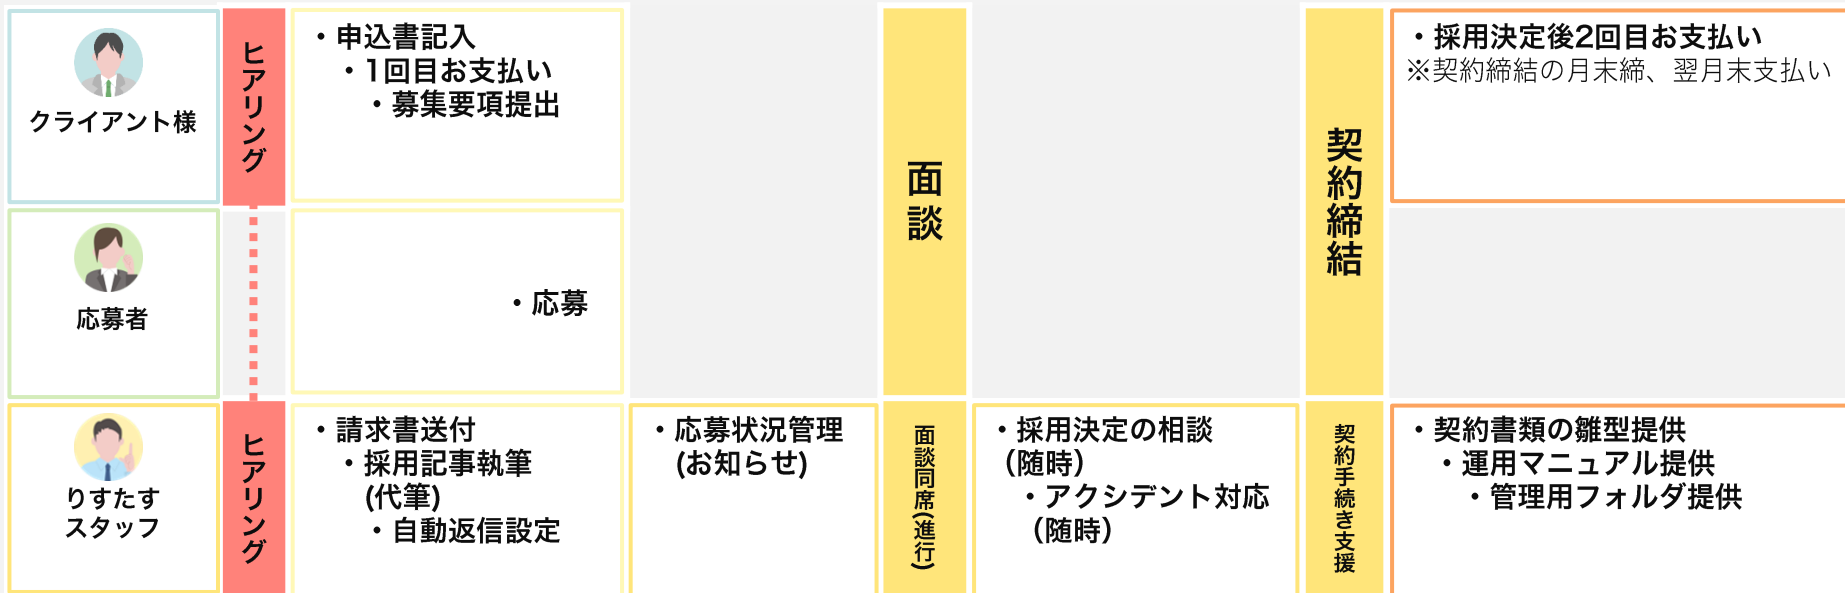 クライアント様
ヒアリング
・申込書記入
・1回目お支払い
・募集要項提出
面談
契約締結
・採用決定後2回目お支払い
※契約締結の月末締、翌月末支払い
応募者
・応募
りすたす
スタッフ
ヒアリング
・請求書送付
・採用記事執筆
(代筆)
・自動返信設定
・応募状況管理
(お知らせ)
面談同席(進行)
・採用決定の相談
(随時)
・アクシデント対応
(随時)
契約手続き支援
・契約書類の雛型提供
・運用マニュアル提供
・管理用フォルダ提供